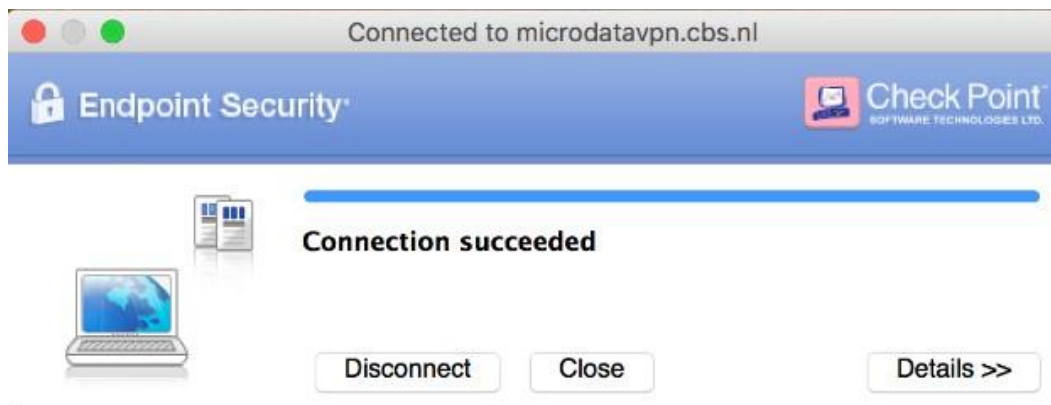 Connected to microdatavpn.cbs.nl
Endpoint Security
Check Point
SOFTWARE TECHNOLOGIES LTD.
Connection succeeded
Disconnect
Close
Details >>